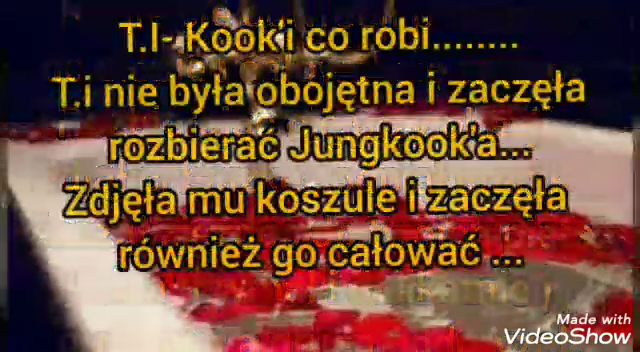 T.I- Kook'i co robi........
T.i nie była obojętna i zaczęła
rozbierać Jungkook'a...
Zdjęła mu koszule i zaczęła
również go całować ...
Made with
VideoShow